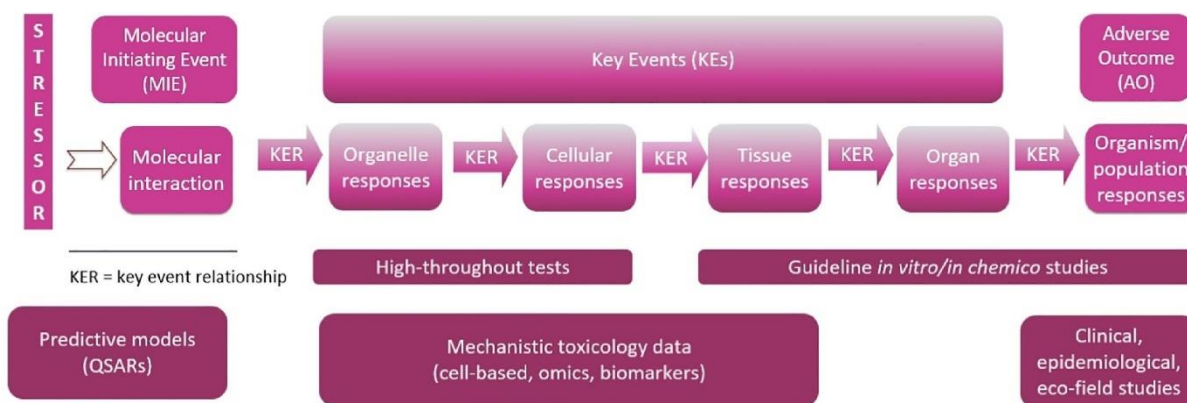 STRESSOR
Molecular
Initiating Event
(MIE)
Key Events (KEs)
Adverse
Outcome
(AO)
Molecular
interaction
KER
Organelle
responses
KER
Cellular
responses
KER
Tissue
responses
KER
Organ
responses
KER
Organism/
population
responses
KER = key event relationship
High-throughout tests
Guideline in vitro/in chemico studies
Predictive models
(QSARs)
Mechanistic toxicology data
(cell-based, omics, biomarkers)
Clinical,
epidemiological,
eco-field studies